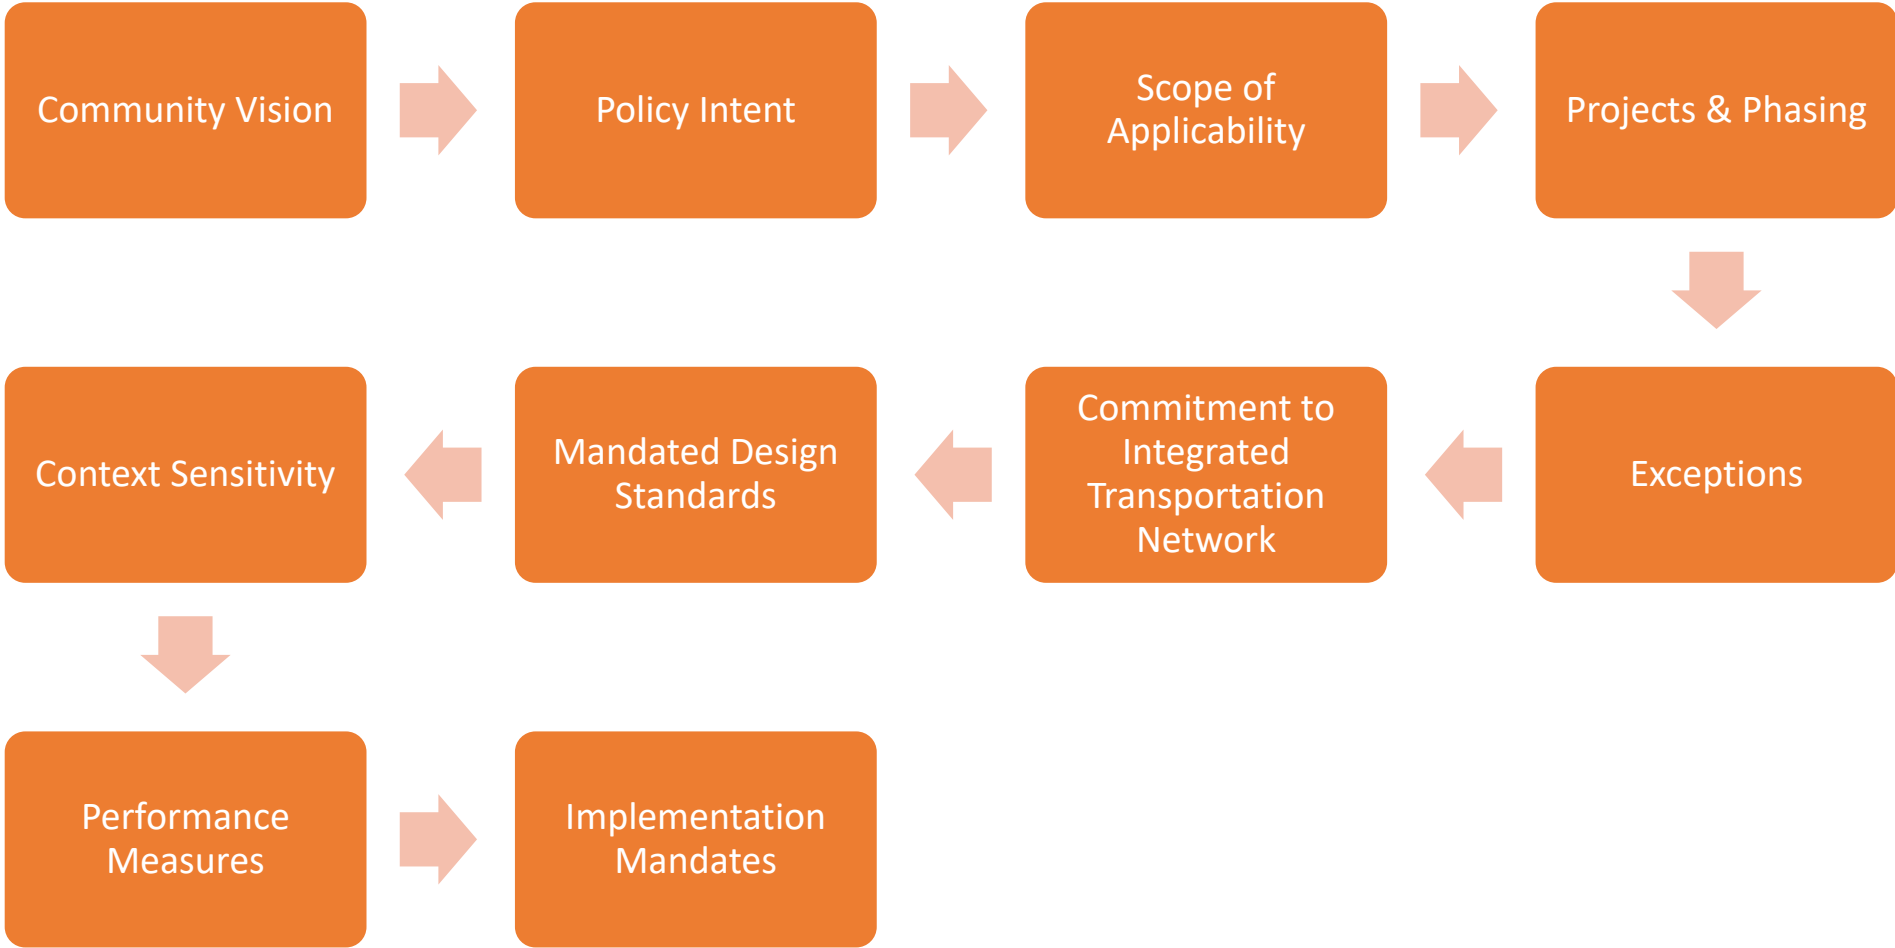 Community Vision
Policy Intent
Scope of
Applicability
Projects & Phasing
Exceptions
Commitment to
Integrated
Transportation
Network
Mandated Design
Standards
Context Sensitivity
Performance
Measures
Implementation
Mandates